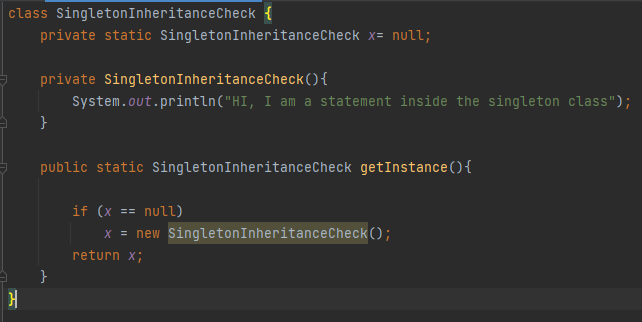 class SingletonInheritanceCheck {
    private static SingletonInheritanceCheck x= null;
    private SingletonInheritanceCheck(){
        System.out.println("HI, I am a statement inside the singleton class");
    }
    public static SingletonInheritanceCheck getInstance(){
        if (x == null)
            x = new SingletonInheritanceCheck();
        return x;
    }
}